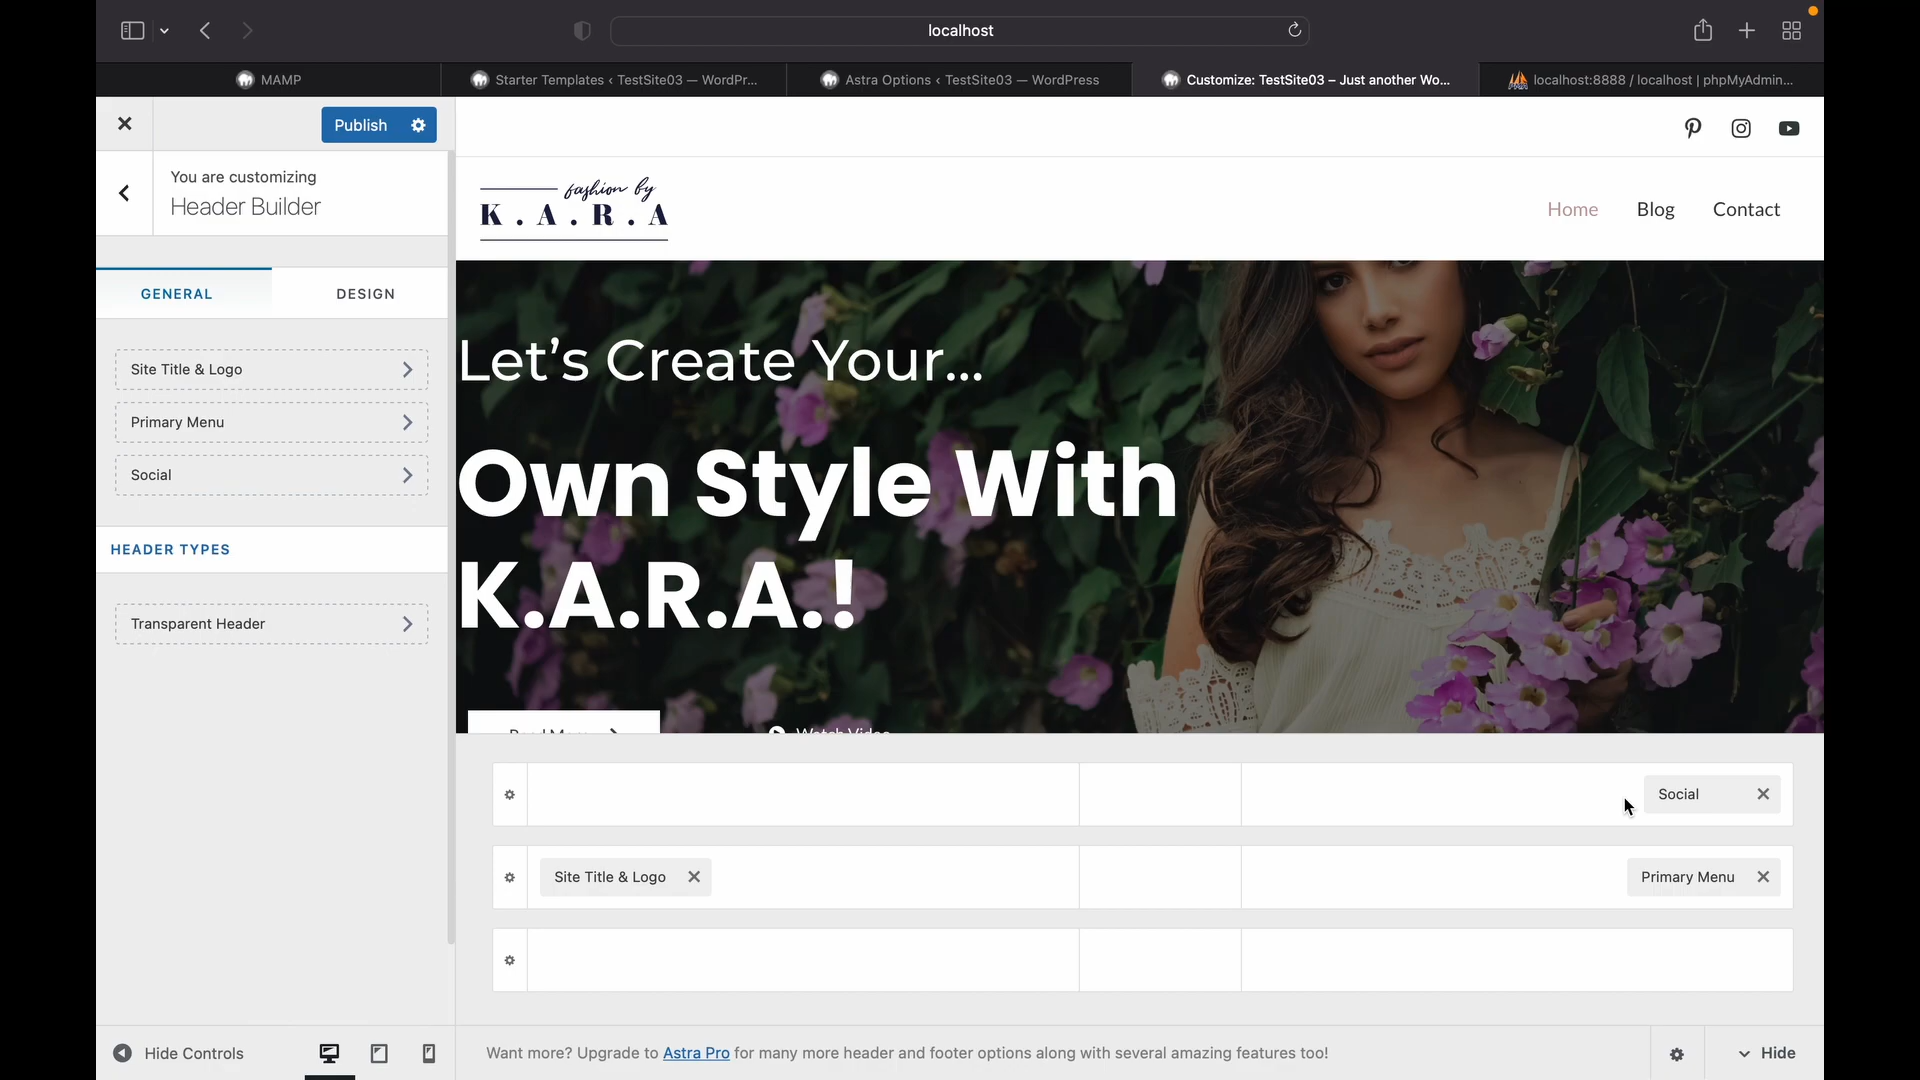 localhost
MAMP
Starter Templates ‹ TestSite03 — WordPr...
Astra Options ‹ TestSite03 — WordPress
Customize: TestSite03 – Just another Wo...
localhost:8888 / localhost | phpMyAdmin...
Publish
You are customizing
Header Builder
GENERAL
DESIGN
Site Title & Logo
Primary Menu
Social
HEADER TYPES
Transparent Header
Hide Controls
fashion by
K.A.R.A
Home
Blog
Contact
Let’s Create Your...
Own Style With
K.A.R.A.!
Read More
Watch Video
Social
Site Title & Logo
Primary Menu
Want more? Upgrade to Astra Pro for many more header and footer options along with several amazing features too!
Hide